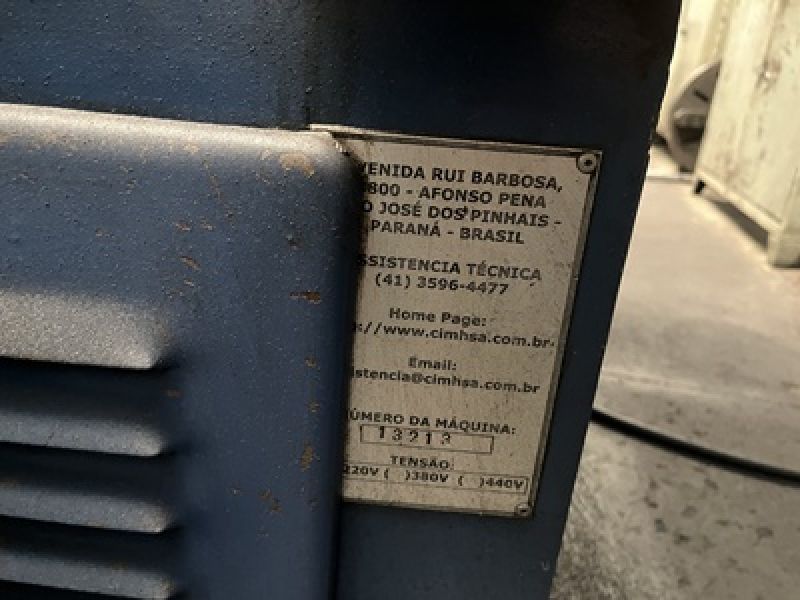 VENIDA RUI BARBOSA,
800 - AFONSO PENA
O JOSÉ DOS PINHAIS -
PARANÁ - BRASIL
SSISTENCIA TÉCNICA
(41) 3596-4477
Home Page:
://www.cimhsa.com.br
Email:
istencia@cimhsa.com.br
ÚMERO DA MÁQUINA:
13213
TENSÃO:
220V ( )380V ( )440V